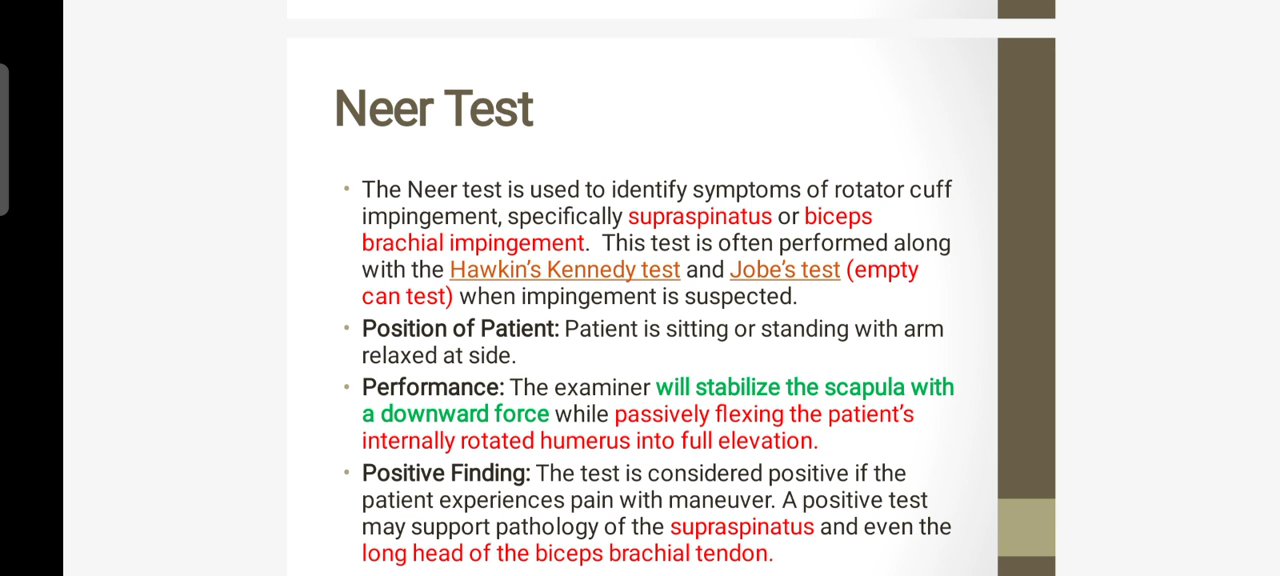 Neer Test
• The Neer test is used to identify symptoms of rotator cuff
impingement, specifically supraspinatus or biceps
brachial impingement. This test is often performed along
with the Hawkin’s Kennedy test and Jobe’s test (empty
can test) when impingement is suspected.
• Position of Patient: Patient is sitting or standing with arm
relaxed at side.
• Performance: The examiner will stabilize the scapula with
a downward force while passively flexing the patient’s
internally rotated humerus into full elevation.
• Positive Finding: The test is considered positive if the
patient experiences pain with maneuver. A positive test
may support pathology of the supraspinatus and even the
long head of the biceps brachial tendon.